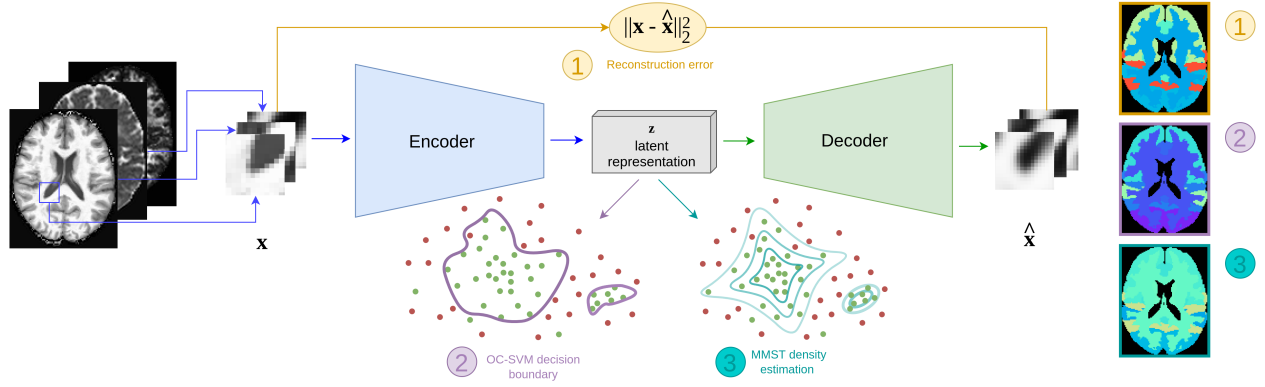 ||x - x̂||₂²
1
Reconstruction error
1
Encoder
z
latent
representation
Decoder
2
x
x̂
3
2
OC-SVM decision
boundary
3
MMST density
estimation